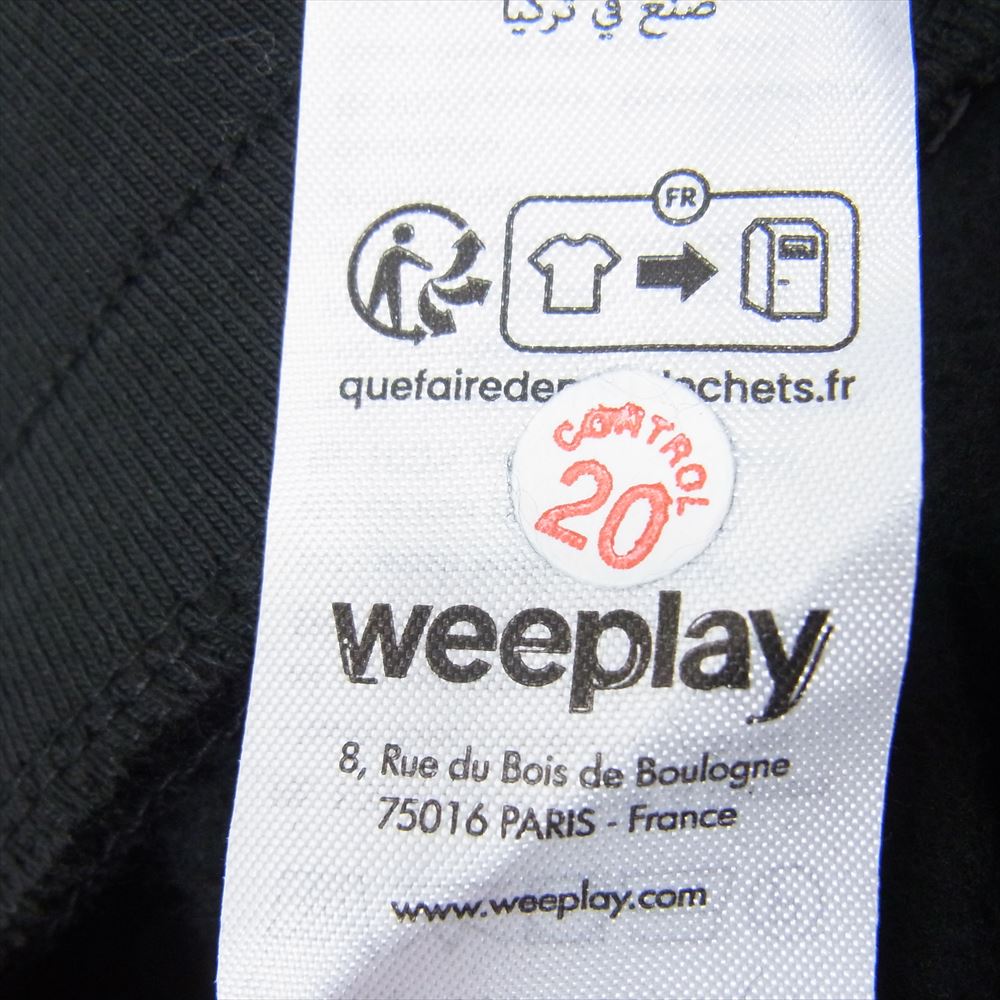 صنع في تركيا
FR
quefairede echets.fr
CONTROL
20
weeplay
8, Rue du Bois de Boulogne
75016 PARIS - France
www.weeplay.com